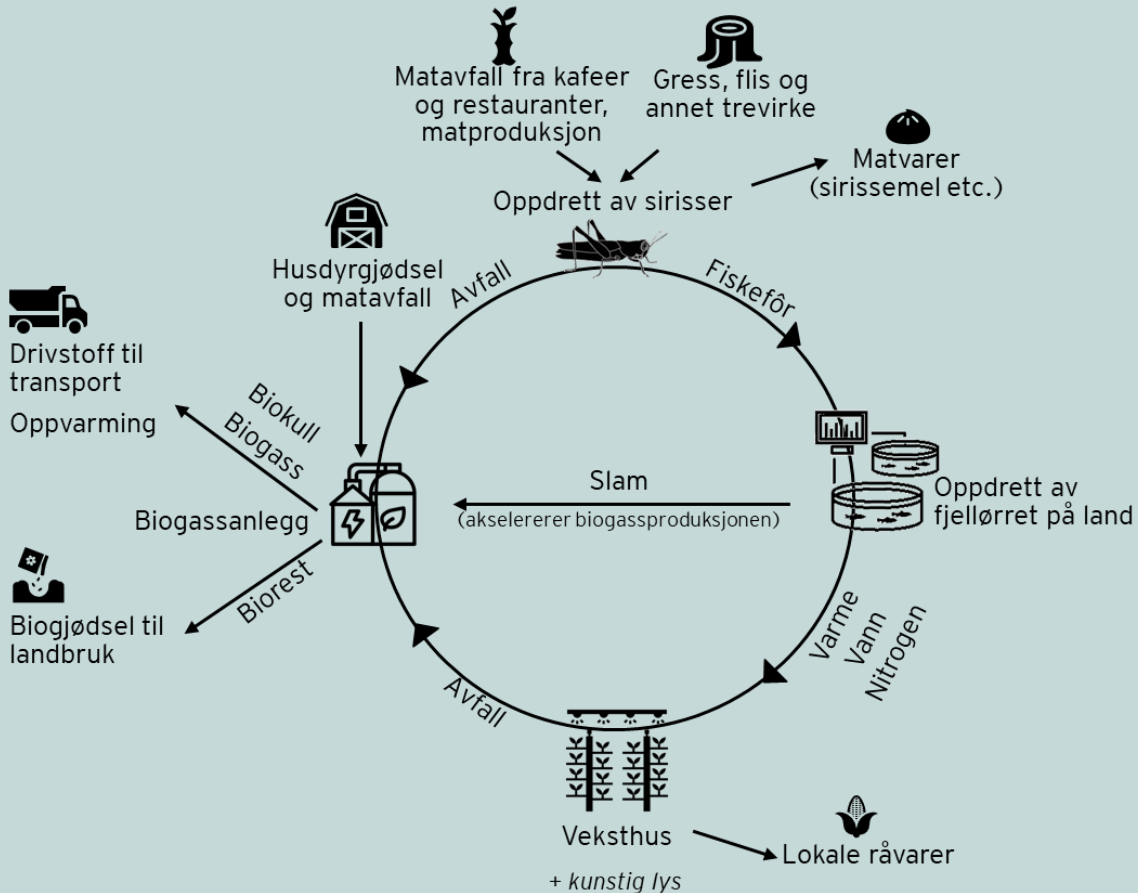 Matavfall fra kafeer
og restauranter,
matproduksjon
Gress, flis og
annet trevirke
Matvarer
(sirissemel etc.)
Oppdrett av sirisser
Husdyrgjødsel
og matavfall
Avfall
Fiskefôr
Drivstoff til
transport
Oppvarming
Biokull
Biogass
Slam
(akselererer biogassproduksjonen)
Oppdrett av
fjellørret på land
Biogassanlegg
Biorest
Biogjødsel til
landbruk
Varme
Vann
Nitrogen
Avfall
Veksthus
+ kunstig lys
Lokale råvarer